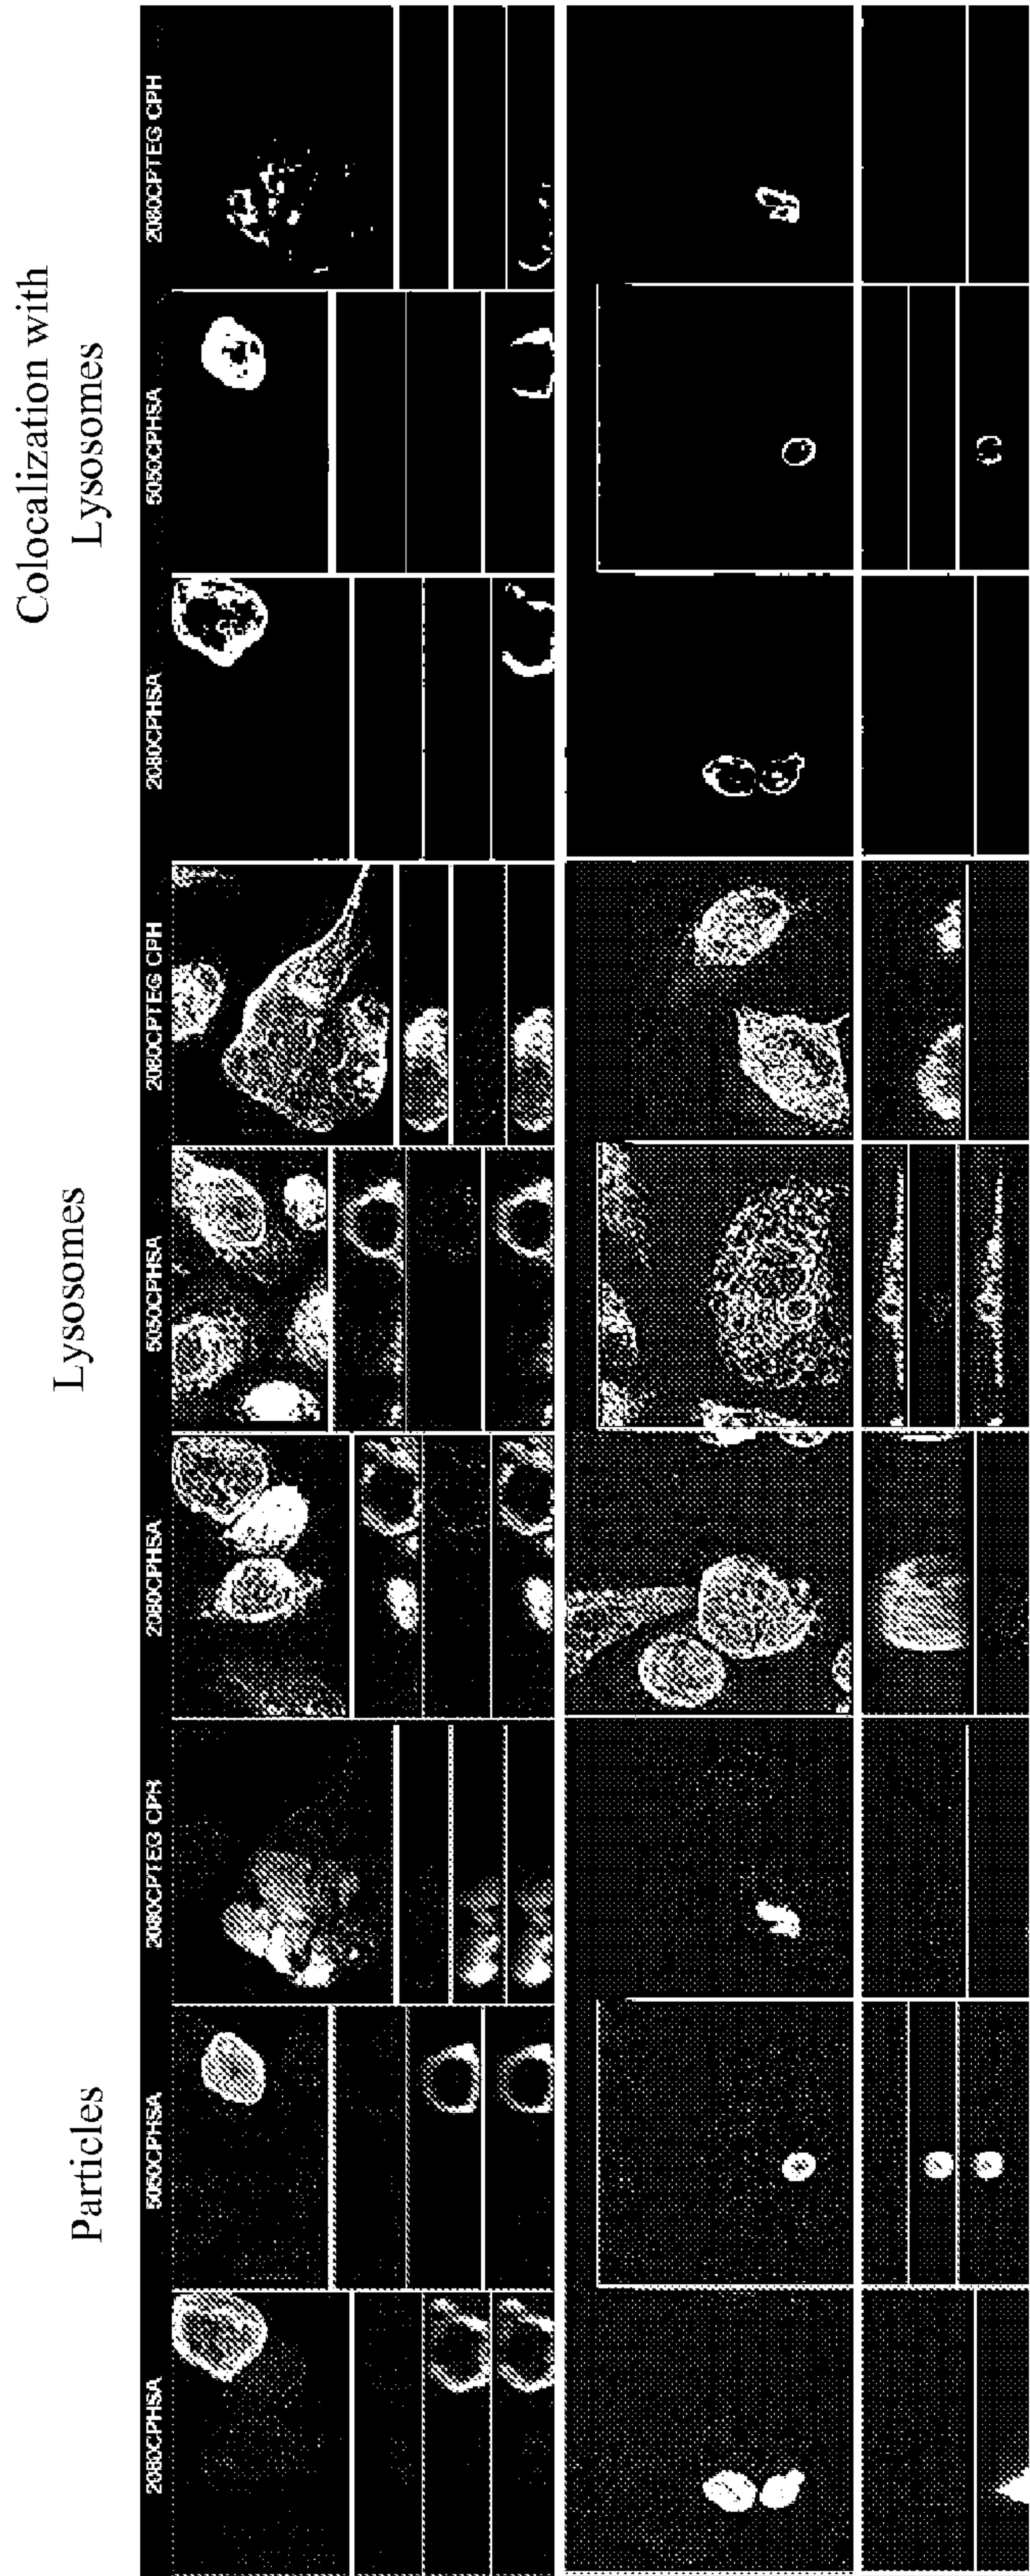 Particles
Lysosomes
Colocalization with
Lysosomes
2080CPHSA
5050CPHSA
2080CPTEG CPH
2080CPHSA
5050CPHSA
2080CPTEG CPH
2080CPHSA
5050CPHSA
2080CPTEG CPH